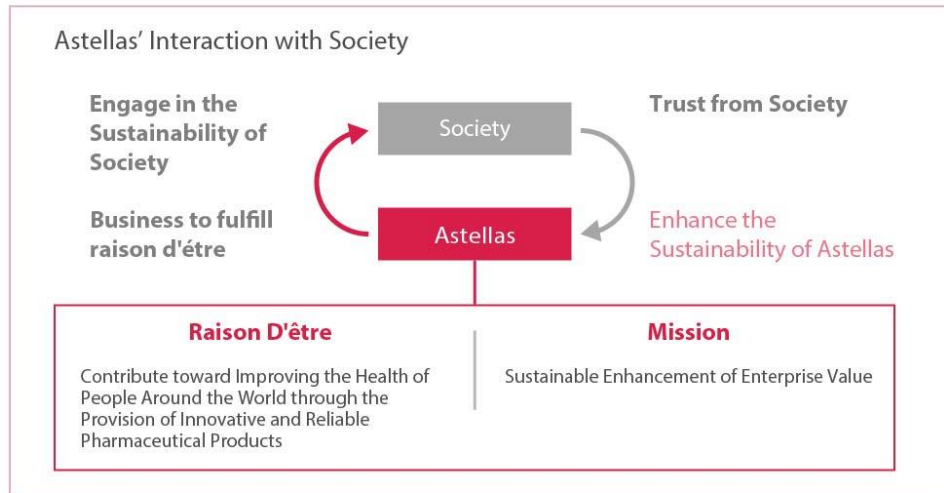 Astellas’ Interaction with Society
Engage in the
Sustainability of
Society
Society
Trust from Society
Business to fulfill
raison d'étre
Astellas
Enhance the
Sustainability of Astellas
Raison D'être
Contribute toward Improving the Health of
People Around the World through the
Provision of Innovative and Reliable
Pharmaceutical Products
Mission
Sustainable Enhancement of Enterprise Value